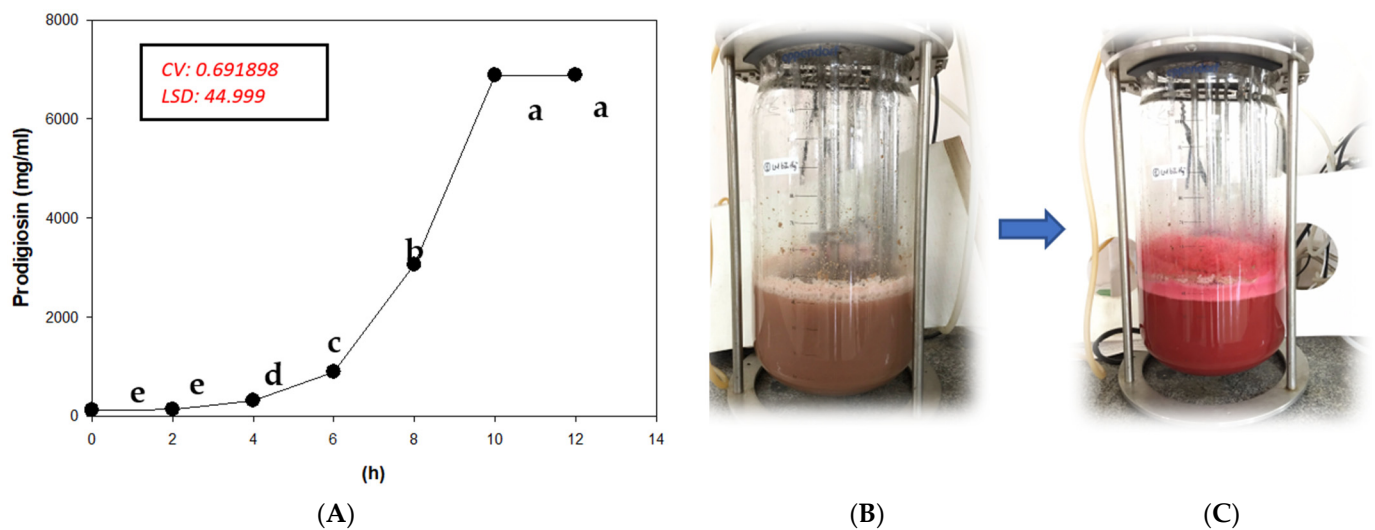 8000
6000
4000
2000
0
Prodigiosin (mg/ml)
CV: 0.691898
LSD: 44.999
e
e
d
c
b
a
a
0 2 4 6 8 10 12 14
(h)
(A)
(B)
(C)